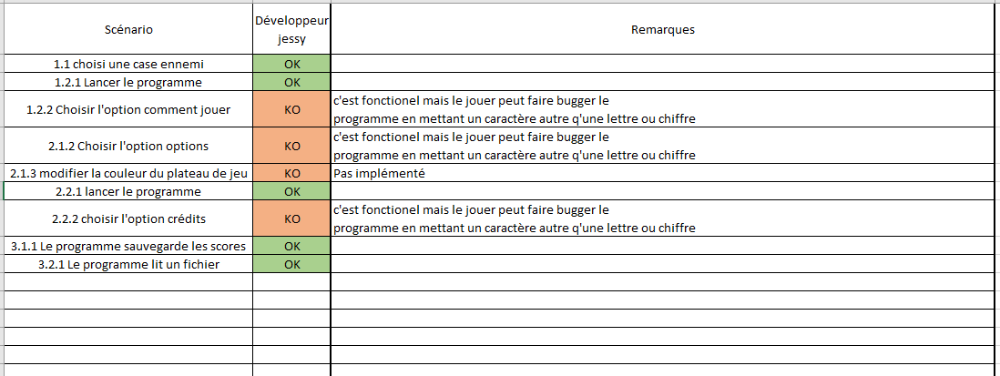 Scénario
Développeur
jessy
Remarques
1.1 choisi une case ennemi
OK
1.2.1 Lancer le programme
OK
1.2.2 Choisir l'option comment jouer
KO
c'est fonctionel mais le jouer peut faire bugger le
programme en mettant un caractère autre q'une lettre ou chiffre
2.1.2 Choisir l'option options
KO
c'est fonctionel mais le jouer peut faire bugger le
programme en mettant un caractère autre q'une lettre ou chiffre
2.1.3 modifier la couleur du plateau de jeu
KO
Pas implémenté
2.2.1 lancer le programme
OK
2.2.2 choisir l'option crédits
KO
c'est fonctionel mais le jouer peut faire bugger le
programme en mettant un caractère autre q'une lettre ou chiffre
3.1.1 Le programme sauvegarde les scores
OK
3.2.1 Le programme lit un fichier
OK